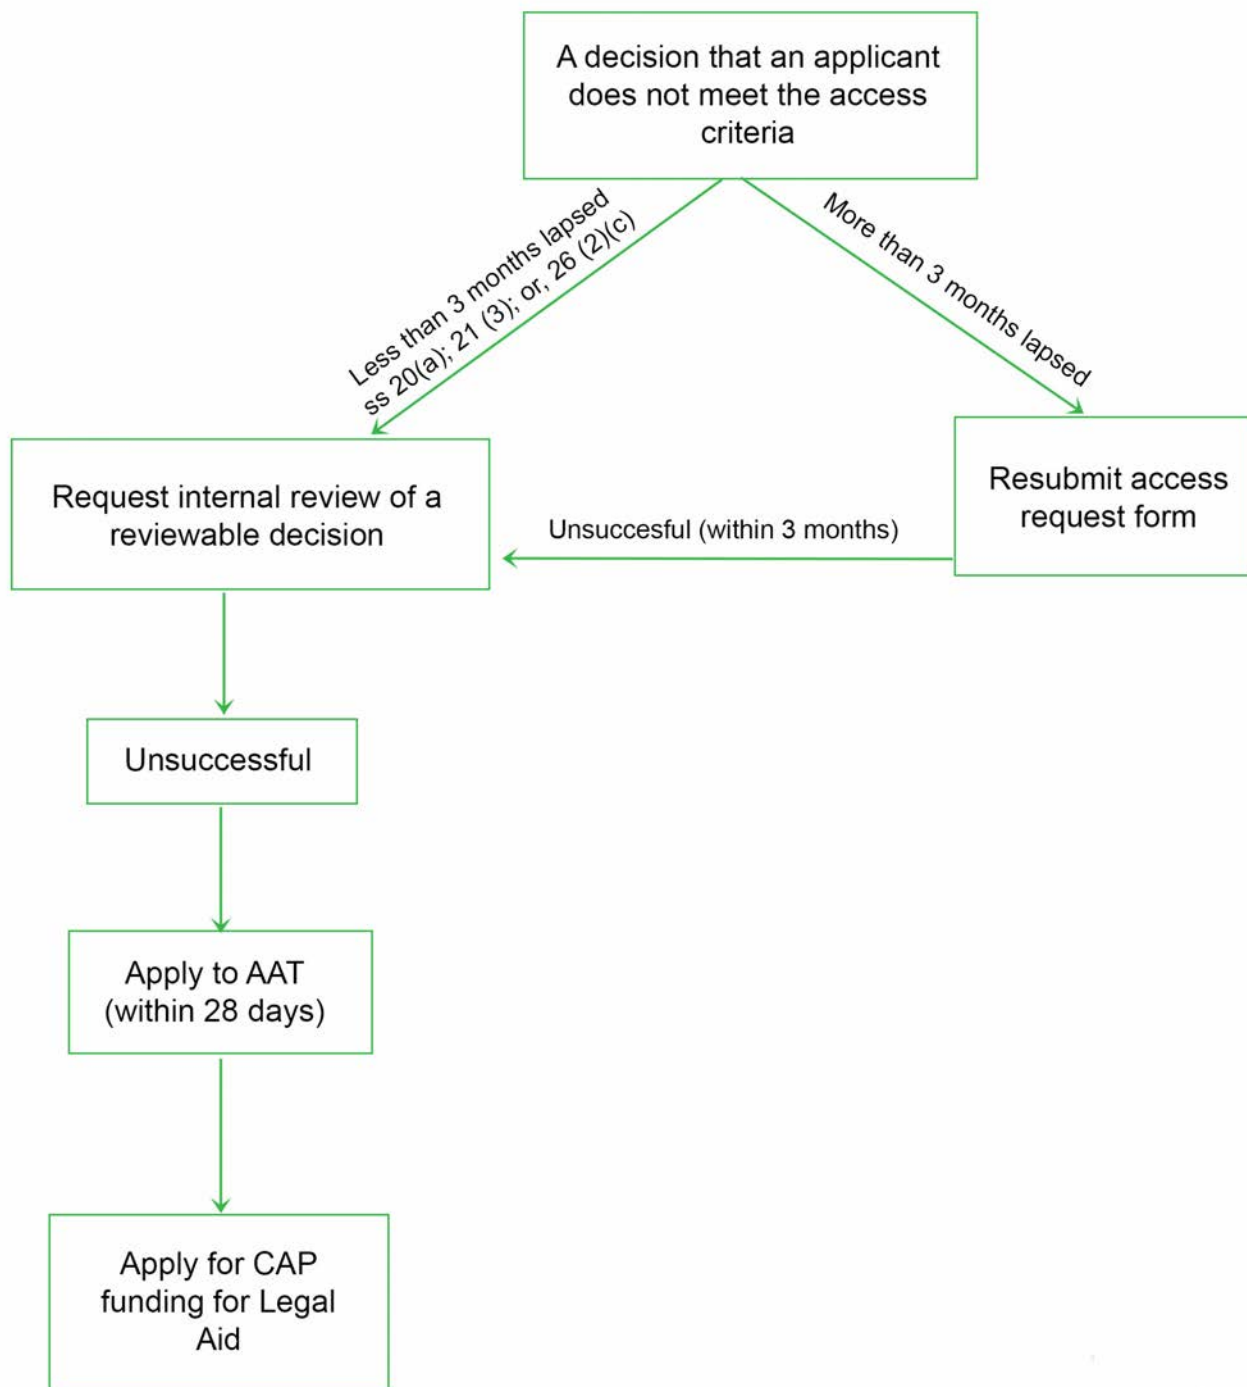 A decision that an applicant
does not meet the access
criteria
Less than 3 months lapsed
ss 20(a); 21 (3); or, 26 (2)(c)
More than 3 months lapsed
Request internal review of a
reviewable decision
Unsuccesful (within 3 months)
Resubmit access
request form
Unsuccessful
Apply to AAT
(within 28 days)
Apply for CAP
funding for Legal
Aid